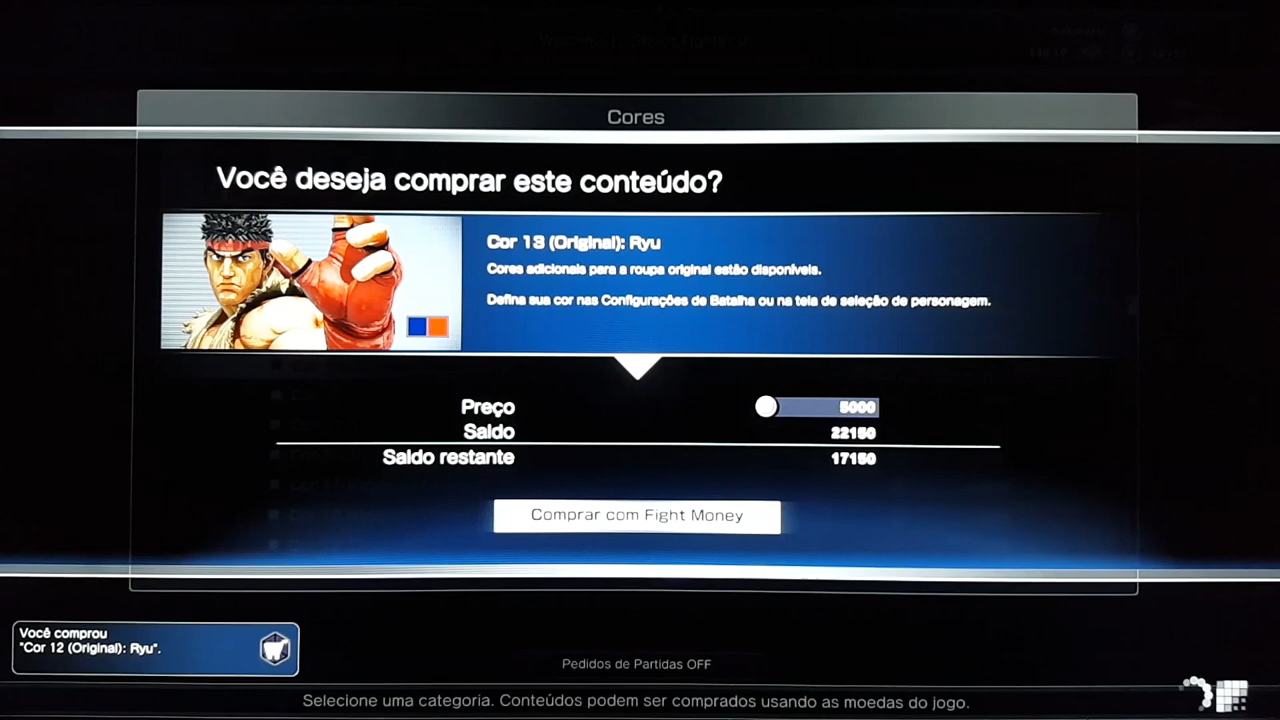 Cores
Você deseja comprar este conteúdo?
Cor 13 (Original): Ryu
Cores adicionais para a roupa original estão disponíveis.
Defina sua cor nas Configurações de Batalha ou na tela de seleção de personagem.
Preço 5000
Saldo 22150
Saldo restante 17150
Comprar com Fight Money
Você comprou
"Cor 12 (Original): Ryu".
Pedidos de Partidas OFF
Selecione uma categoria. Conteúdos podem ser comprados usando as moedas do jogo.